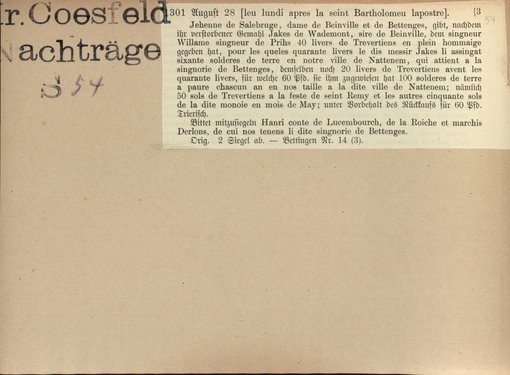 r. Coesfeld
Nachträge
S 54
301 August 28 [leu lundi apres la seint Bartholomeu lapostre]. [3
54
Jehenne de Salebruge, dame de Beinville et de Bettenges, gibt, nachdem
ihr verstorbener Gemahl Jakes de Wademont, sire de Beinville, dem singneur
Willame singneur de Prihs 40 livers de Trevertiens en plein hommaige
gegeben hat, pour les queles quarante livers le dis messir Jakes li assingat
sixante solderes de terre en notre ville de Nattenem, qui attient a la
singnorie de Bettenges, demselben noch 20 livers de Trevertiens avent les
quarante livers, für welche 60 Pfd. sie ihm zugewiesen hat 100 solderes de terre
a paure chascun an en nos taille a la dite ville de Nattenem; nämlich
50 sols de Trevertiens a la feste de seint Remy et les autres cinquante sols
de la dite monoie en mois de May; unter Vorbehalt des Rückkaufs für 60 Pfd.
Trierisch.
Bittet mitzusiegeln Hanri conte de Lucembourch, de la Roiche et marchis
Derlons, de cui nos tenens li dite singnorie de Bettenges.
Orig. 2 Siegel ab. — Bettingen Nr. 14 (3).